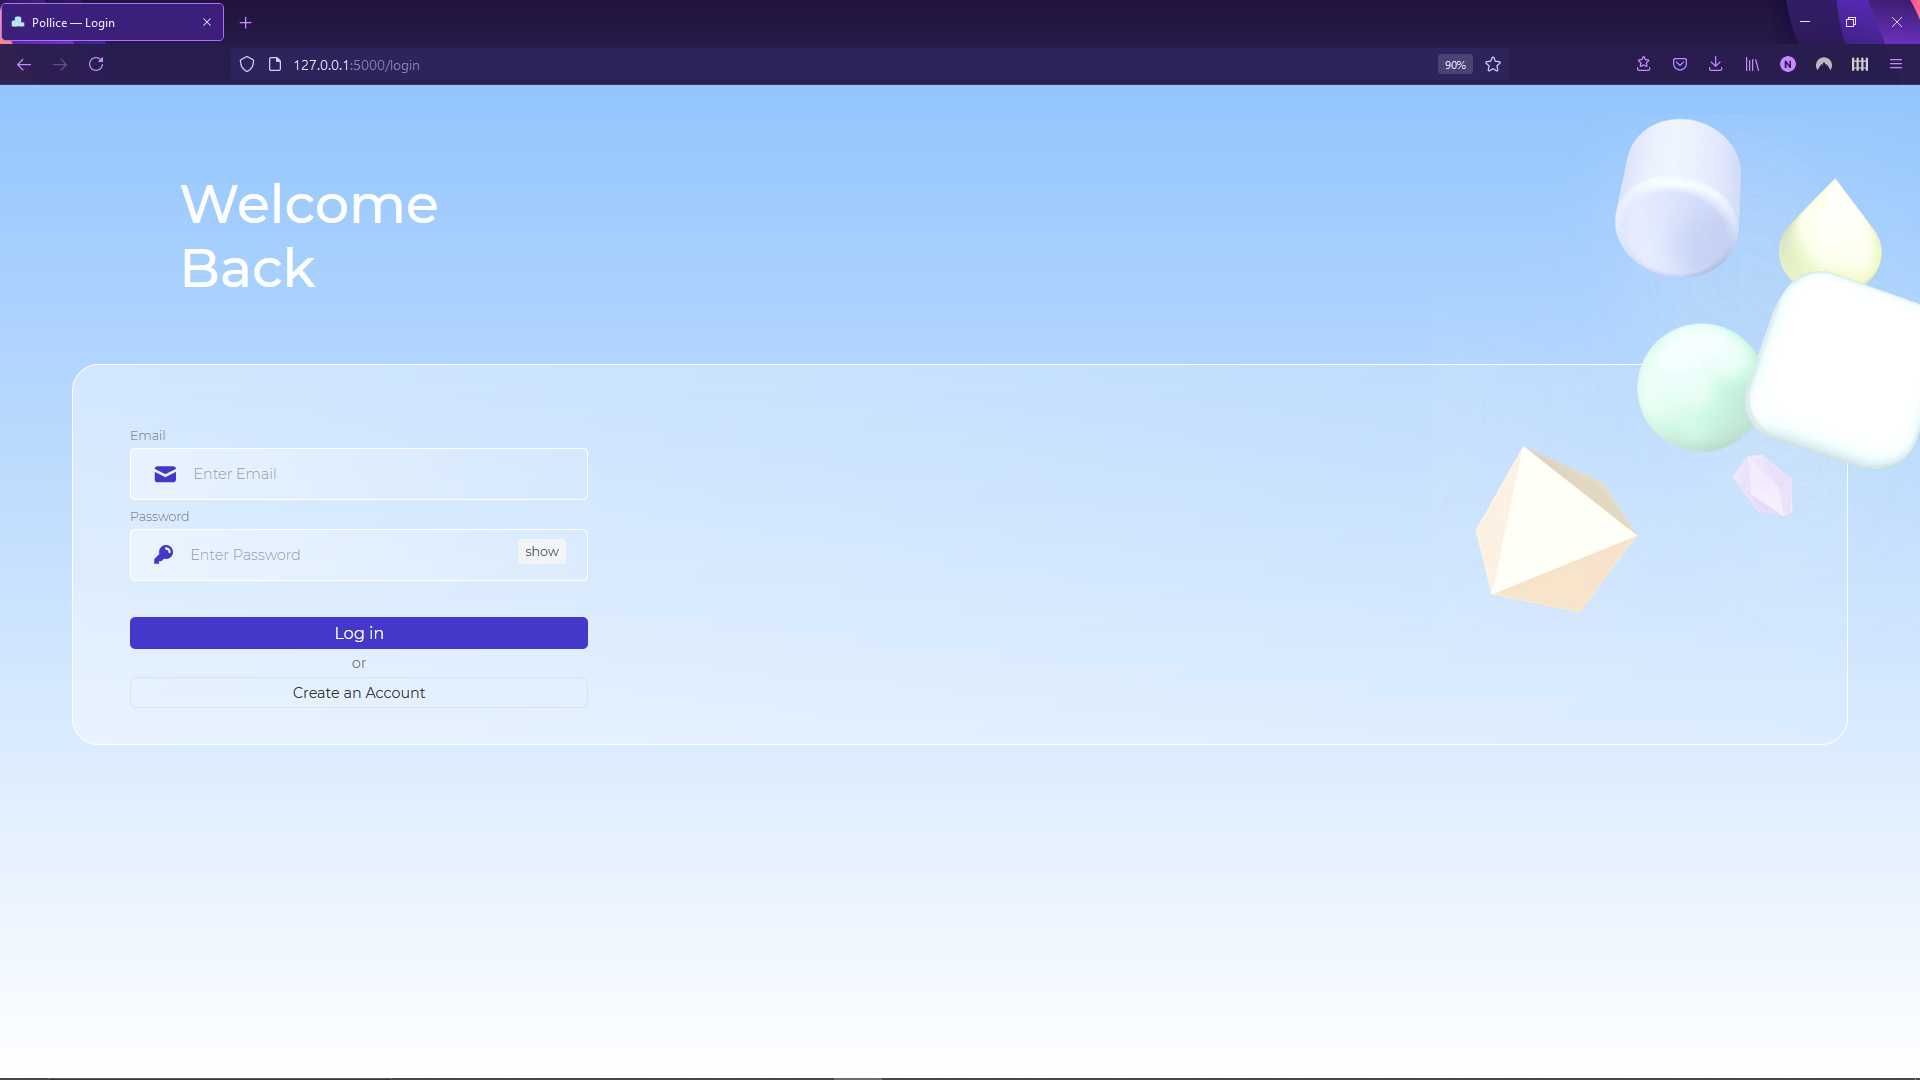 Pollice — Login
127.0.0.1:5000/login
90%
N
Welcome
Back
Email
Enter Email
Password
Enter Password
show
Log in
or
Create an Account